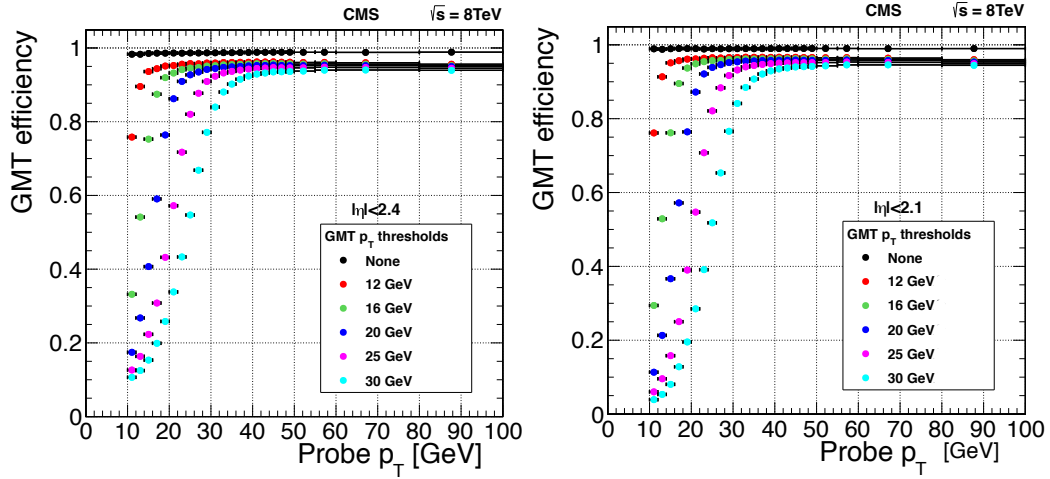 CMS √s = 8TeV
GMT efficiency
1
0.8
0.6
0.4
0.2
0
|η|<2.4
GMT p_T thresholds
None
12 GeV
16 GeV
20 GeV
25 GeV
30 GeV
0 10 20 30 40 50 60 70 80 90 100
Probe p_T [GeV]
CMS √s = 8TeV
GMT efficiency
1
0.8
0.6
0.4
0.2
0
|η|<2.1
GMT p_T thresholds
None
12 GeV
16 GeV
20 GeV
25 GeV
30 GeV
0 10 20 30 40 50 60 70 80 90 100
Probe p_T [GeV]